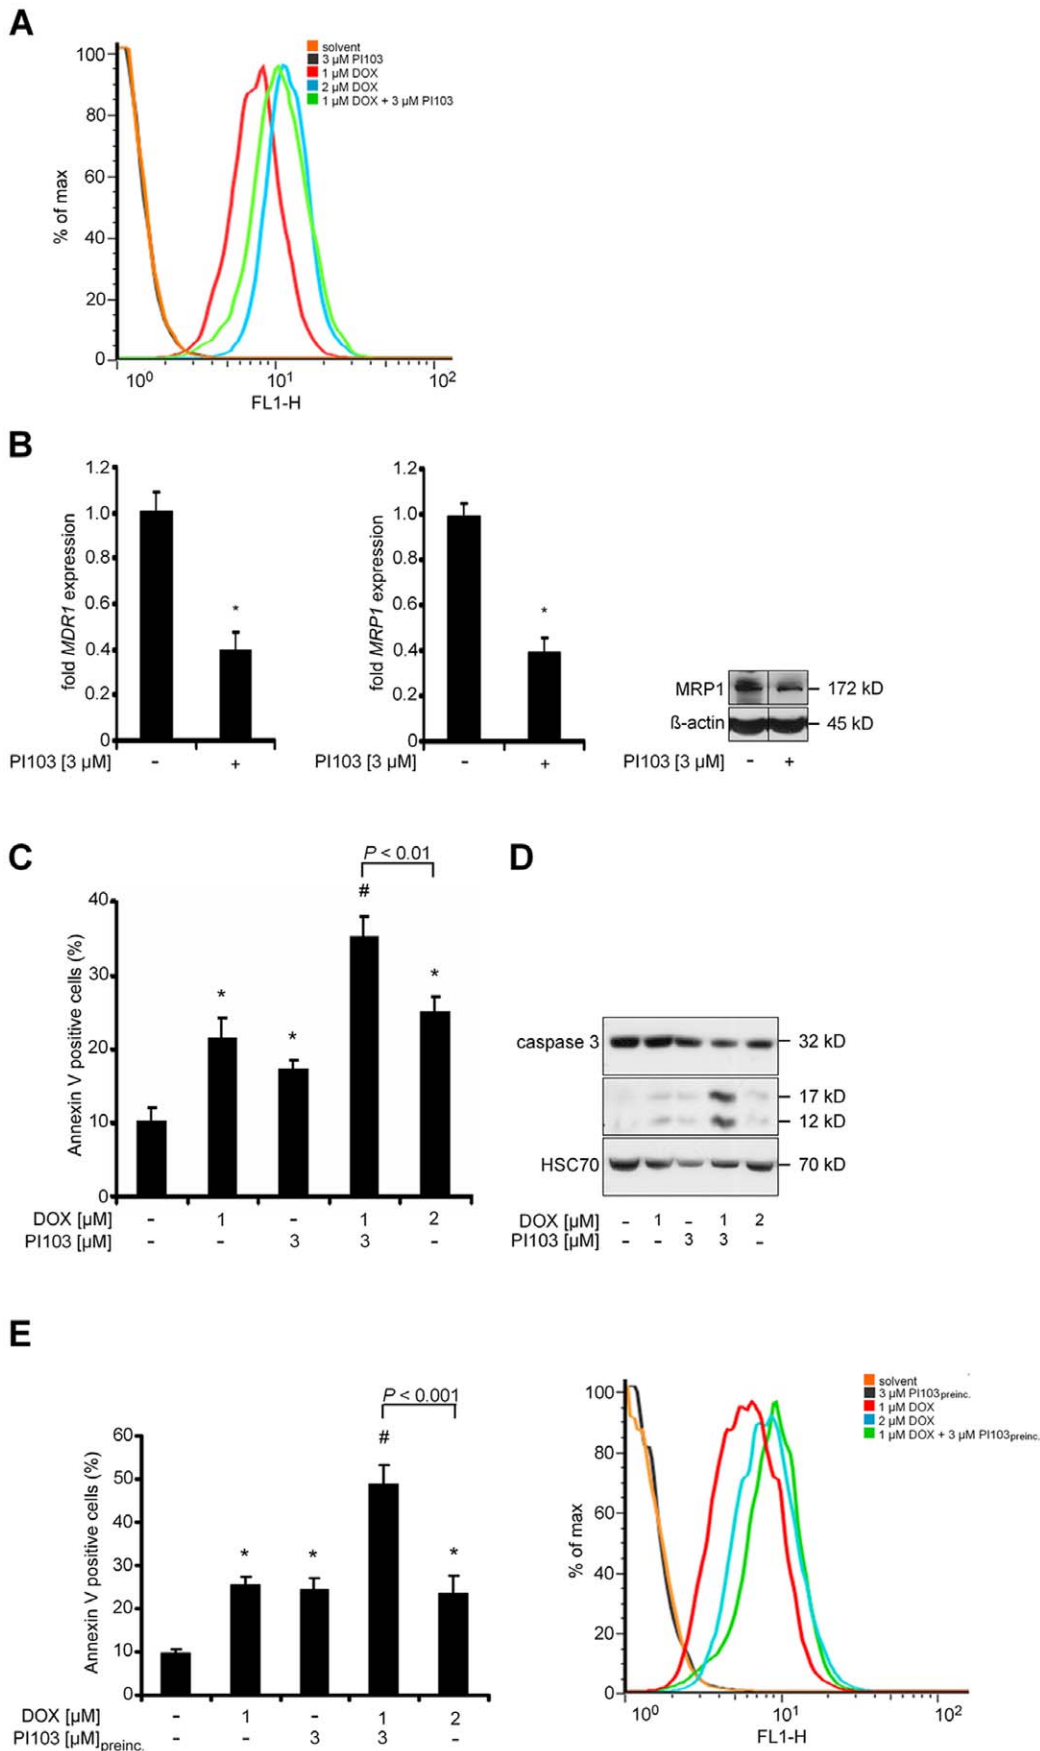 A
solvent
3 µM PI103
1 µM DOX
2 µM DOX
1 µM DOX + 3 µM PI103
100
80
60
40
20
0
% of max
10⁰ 10¹ 10²
FL1-H
B
1.2
1.0
0.8
0.6
0.4
0.2
0
fold MDR1 expression
*
PI103 [3 µM] - +
1.2
1.0
0.8
0.6
0.4
0.2
0
fold MRP1 expression
*
PI103 [3 µM] - +
MRP1 172 kD
ß-actin 45 kD
PI103 [3 µM] - +
C
P < 0.01
#
* * *
40
30
20
10
0
Annexin V positive cells (%)
DOX [µM] - 1 - 1 2
PI103 [µM] - - 3 3 -
D
caspase 3 32 kD
17 kD
12 kD
HSC70 70 kD
DOX [µM] - 1 - 1 2
PI103 [µM] - - 3 3 -
E
P < 0.001
#
* * *
60
50
40
30
20
10
0
Annexin V positive cells (%)
DOX [µM] - 1 - 1 2
PI103 [µM]preinc. - - 3 3 -
solvent
3 µM PI103preinc.
1 µM DOX
2 µM DOX
1 µM DOX + 3 µM PI103preinc.
100
80
60
40
20
0
% of max
10⁰ 10¹ 10²
FL1-H